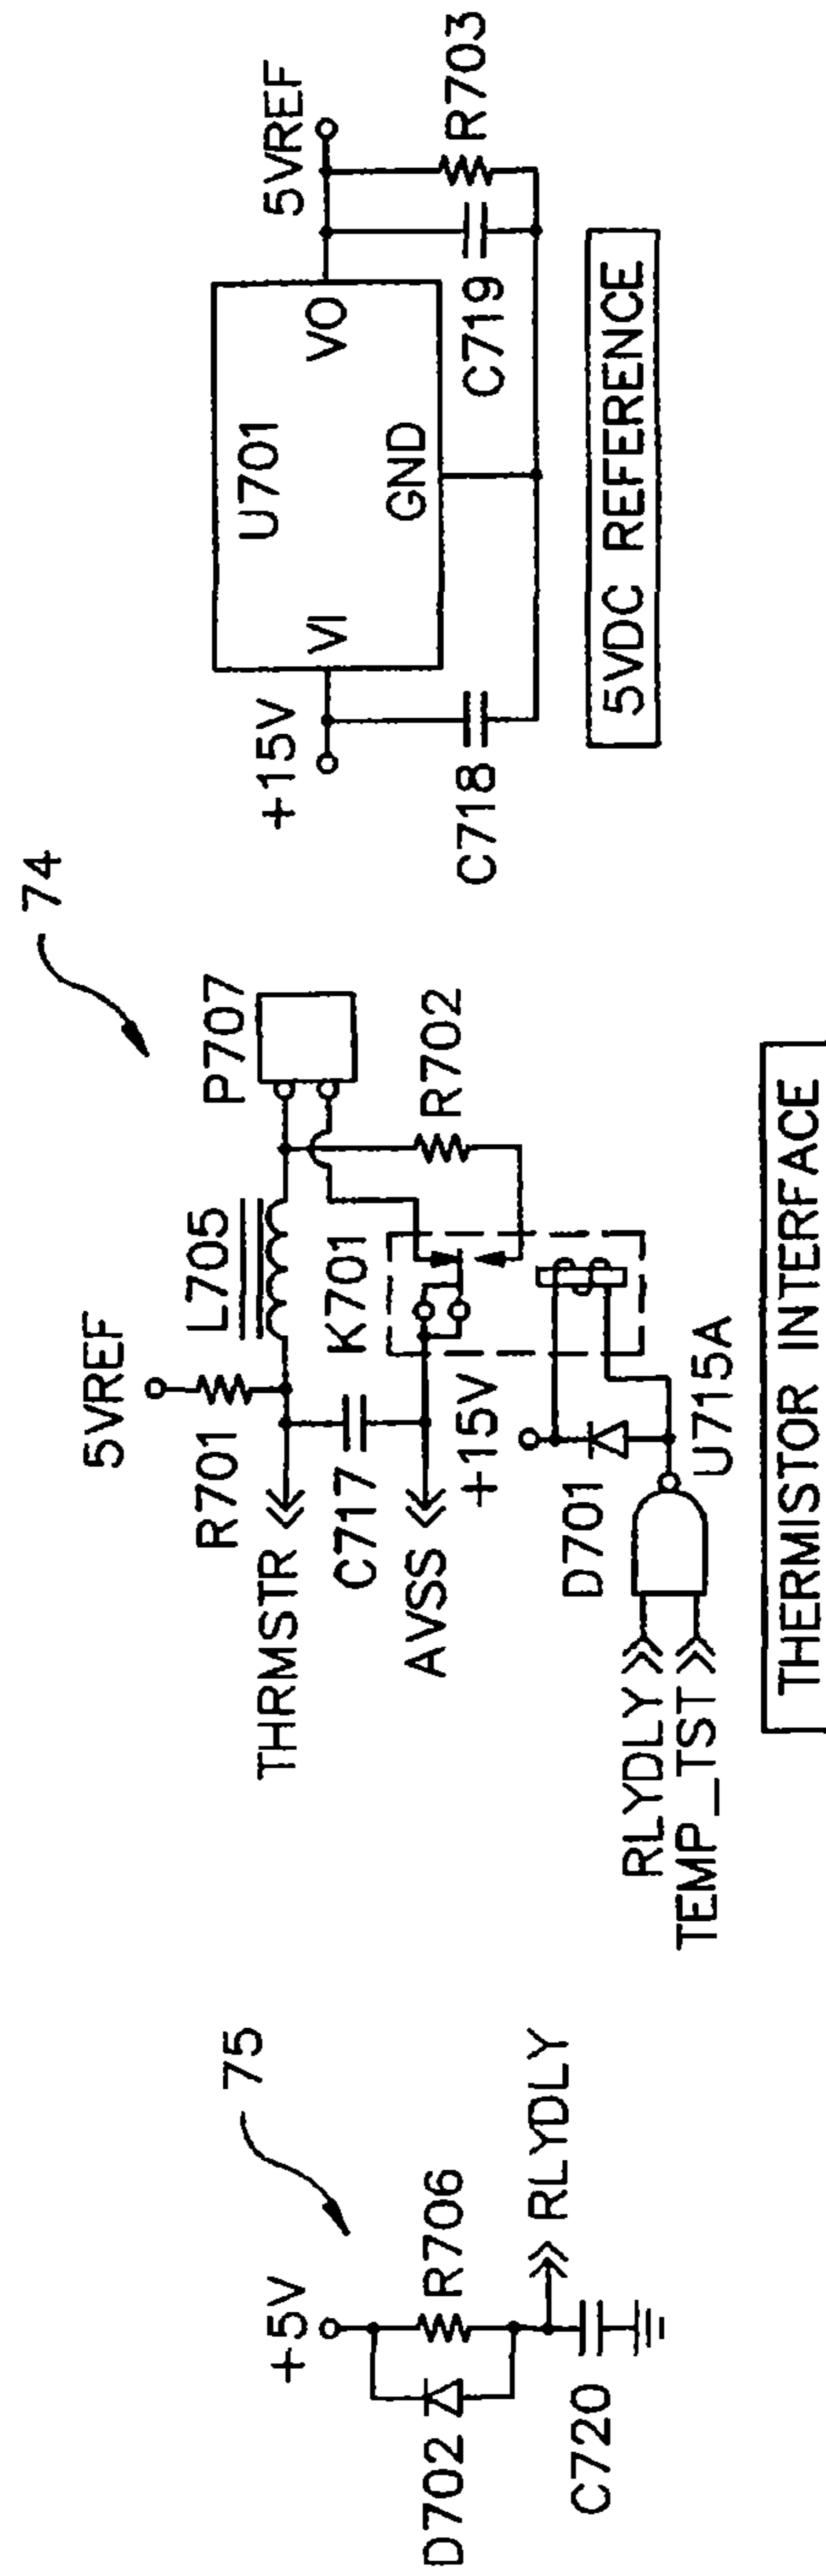 75
+5V
D702
R706
RLYDLY
C720
74
5VREF
R701
L705
P707
THRMSTR
C717
K701
R702
AVSS
+15V
D701
U715A
RLYDLY
TEMP_TST
THERMISTOR INTERFACE
+15V
U701
VI
VO
GND
5VREF
C718
C719
R703
5VDC REFERENCE